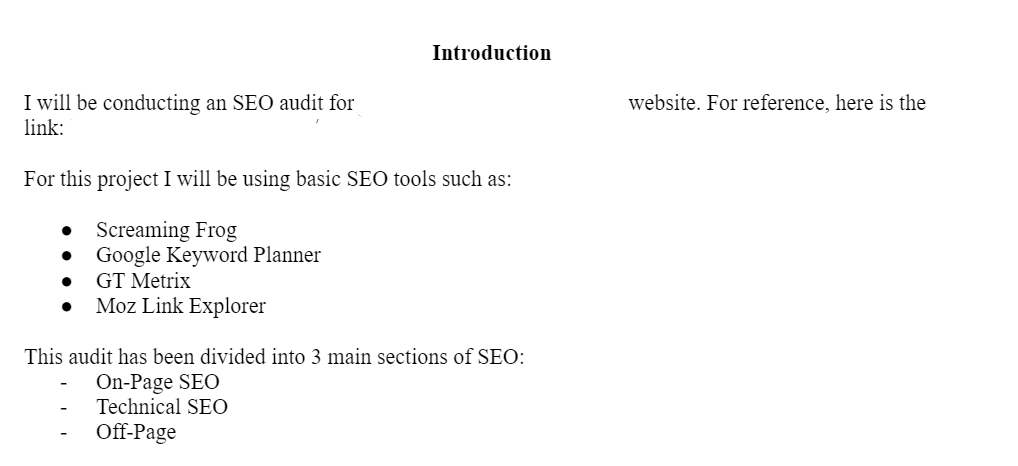 Introduction
I will be conducting an SEO audit for website. For reference, here is the
link:
For this project I will be using basic SEO tools such as:
● Screaming Frog
● Google Keyword Planner
● GT Metrix
● Moz Link Explorer
This audit has been divided into 3 main sections of SEO:
- On-Page SEO
- Technical SEO
- Off-Page